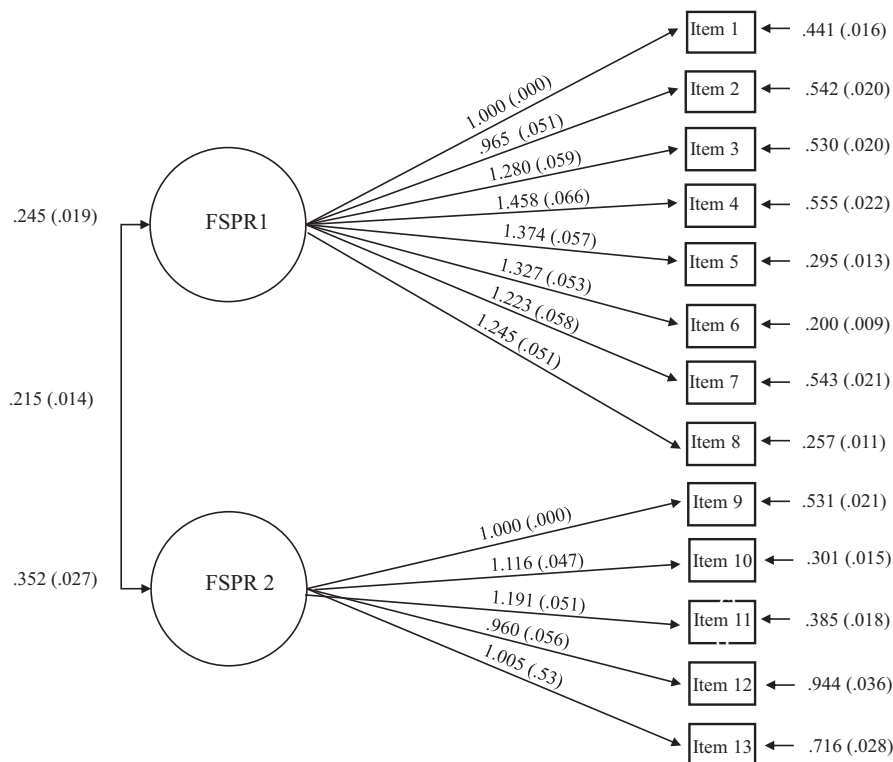 Item 1
.441 (.016)
1.000 (.000)
Item 2
.542 (.020)
.965 (.051)
Item 3
.530 (.020)
1.280 (.059)
Item 4
.555 (.022)
1.458 (.066)
.245 (.019)
FSPR1
Item 5
.295 (.013)
1.374 (.057)
Item 6
.200 (.009)
1.327 (.053)
Item 7
.543 (.021)
1.223 (.058)
Item 8
.257 (.011)
1.245 (.051)
.215 (.014)
Item 9
.531 (.021)
1.000 (.000)
Item 10
.301 (.015)
1.116 (.047)
.352 (.027)
FSPR 2
Item 11
.385 (.018)
1.191 (.051)
Item 12
.944 (.036)
.960 (.056)
Item 13
.716 (.028)
1.005 (.53)